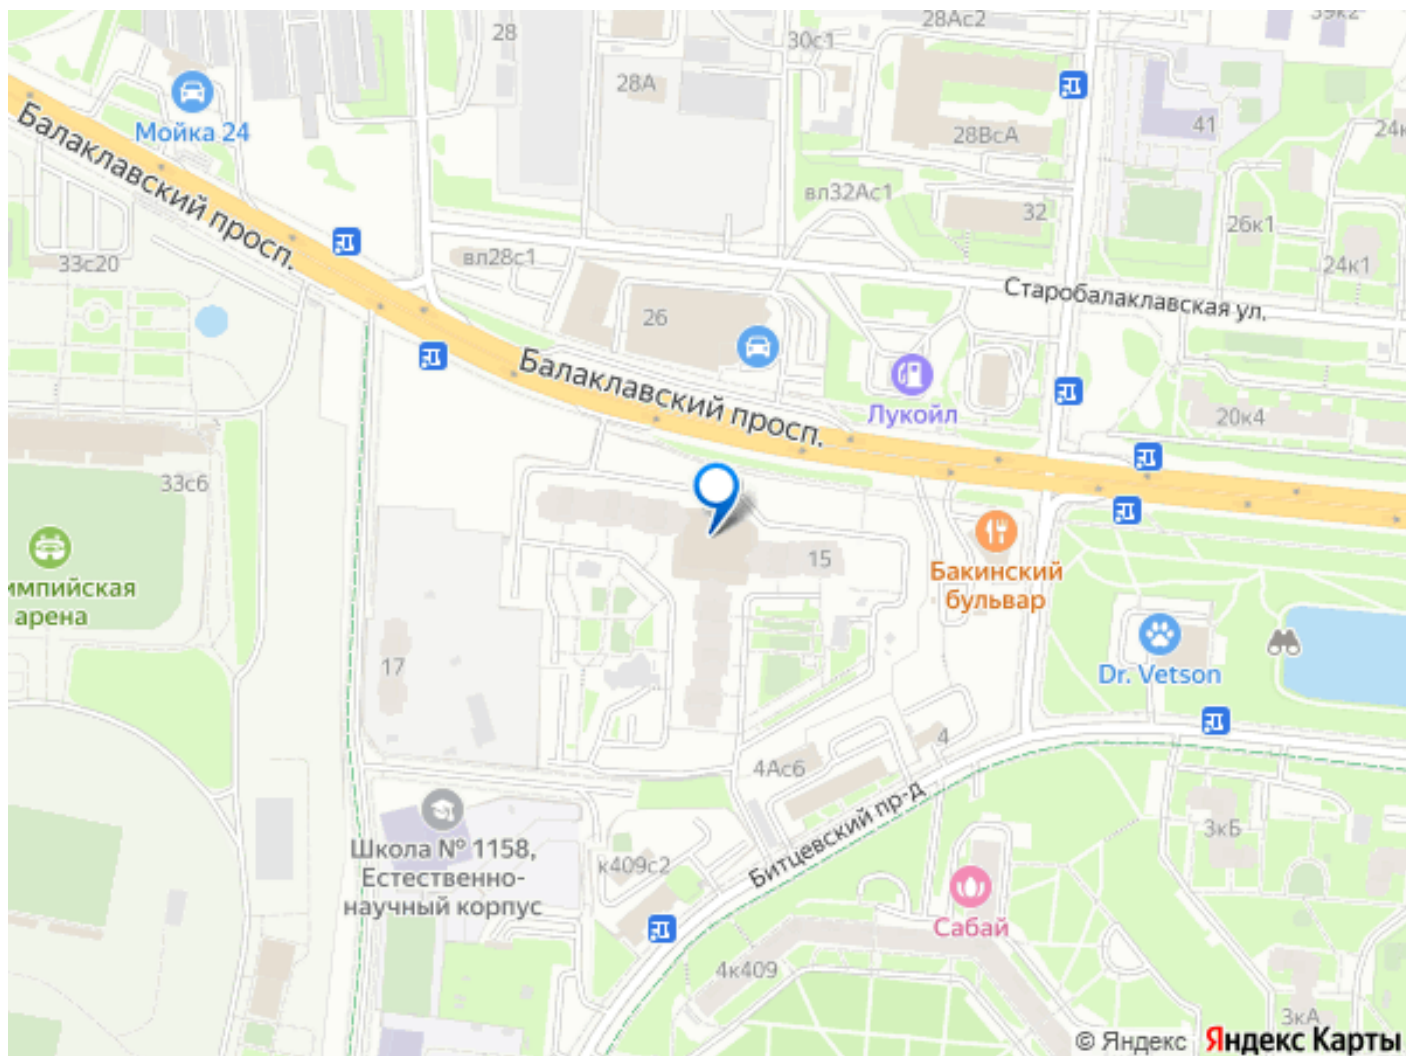 28
28Ас2
39к2
30с1
28А
Мойка 24
41
24к
28ВсА
Балаклавский просп.
вл32Ас1
32
26к1
вл28с1
33с20
24к1
Старобалаклавская ул.
26
Балаклавский просп.
Лукойл
20к4
33с6
15
Бакинский
бульвар
импийская
арена
17
Dr. Vetson
4
4Ас6
Битцевский пр-д
3кБ
Школа № 1158,
Естественно-
научный корпус
к409с2
Сабай
4к409
3кА
© Яндекс Яндекс Карты